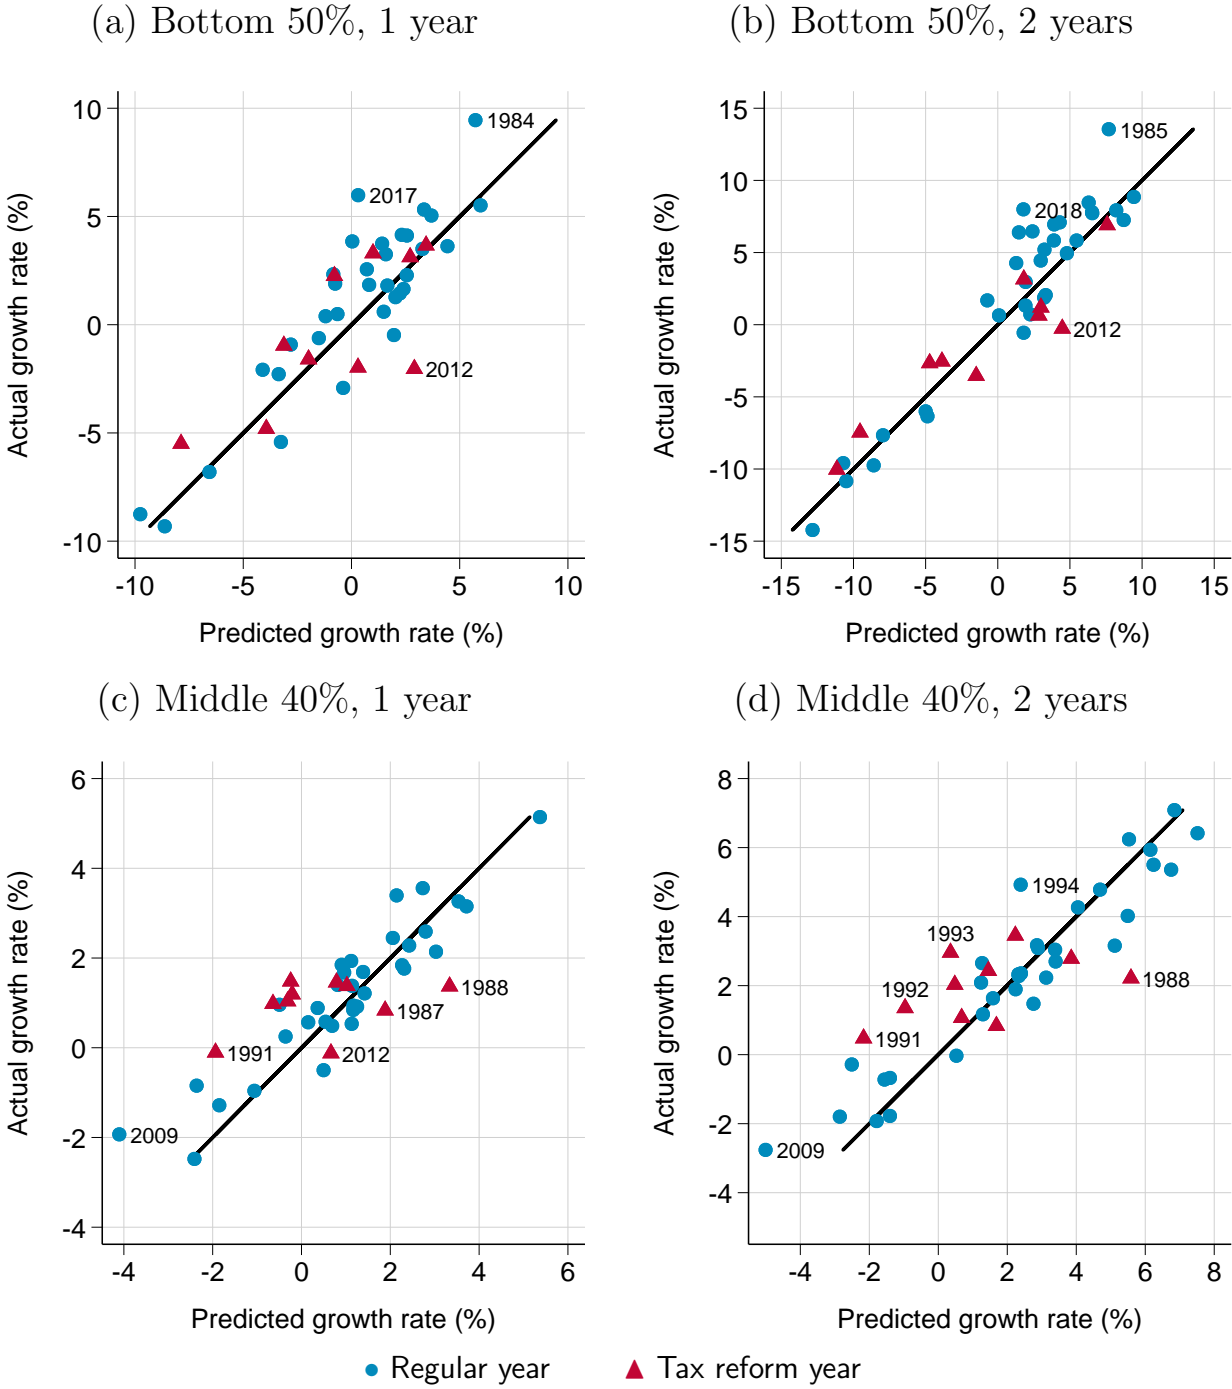 (a) Bottom 50%, 1 year
(b) Bottom 50%, 2 years
Actual growth rate (%)
10
5
0
-5
-10
1984
2017
2012
-10 -5 0 5 10
Predicted growth rate (%)
Actual growth rate (%)
15
10
5
0
-5
-10
-15
1985
2018
2012
-15 -10 -5 0 5 10 15
Predicted growth rate (%)
(c) Middle 40%, 1 year
(d) Middle 40%, 2 years
Actual growth rate (%)
6
4
2
0
-2
-4
1988
1987
1991
2012
2009
-4 -2 0 2 4 6
Predicted growth rate (%)
Actual growth rate (%)
8
6
4
2
0
-2
-4
1994
1993
1992
1988
1991
2009
-4 -2 0 2 4 6 8
Predicted growth rate (%)
Regular year
Tax reform year